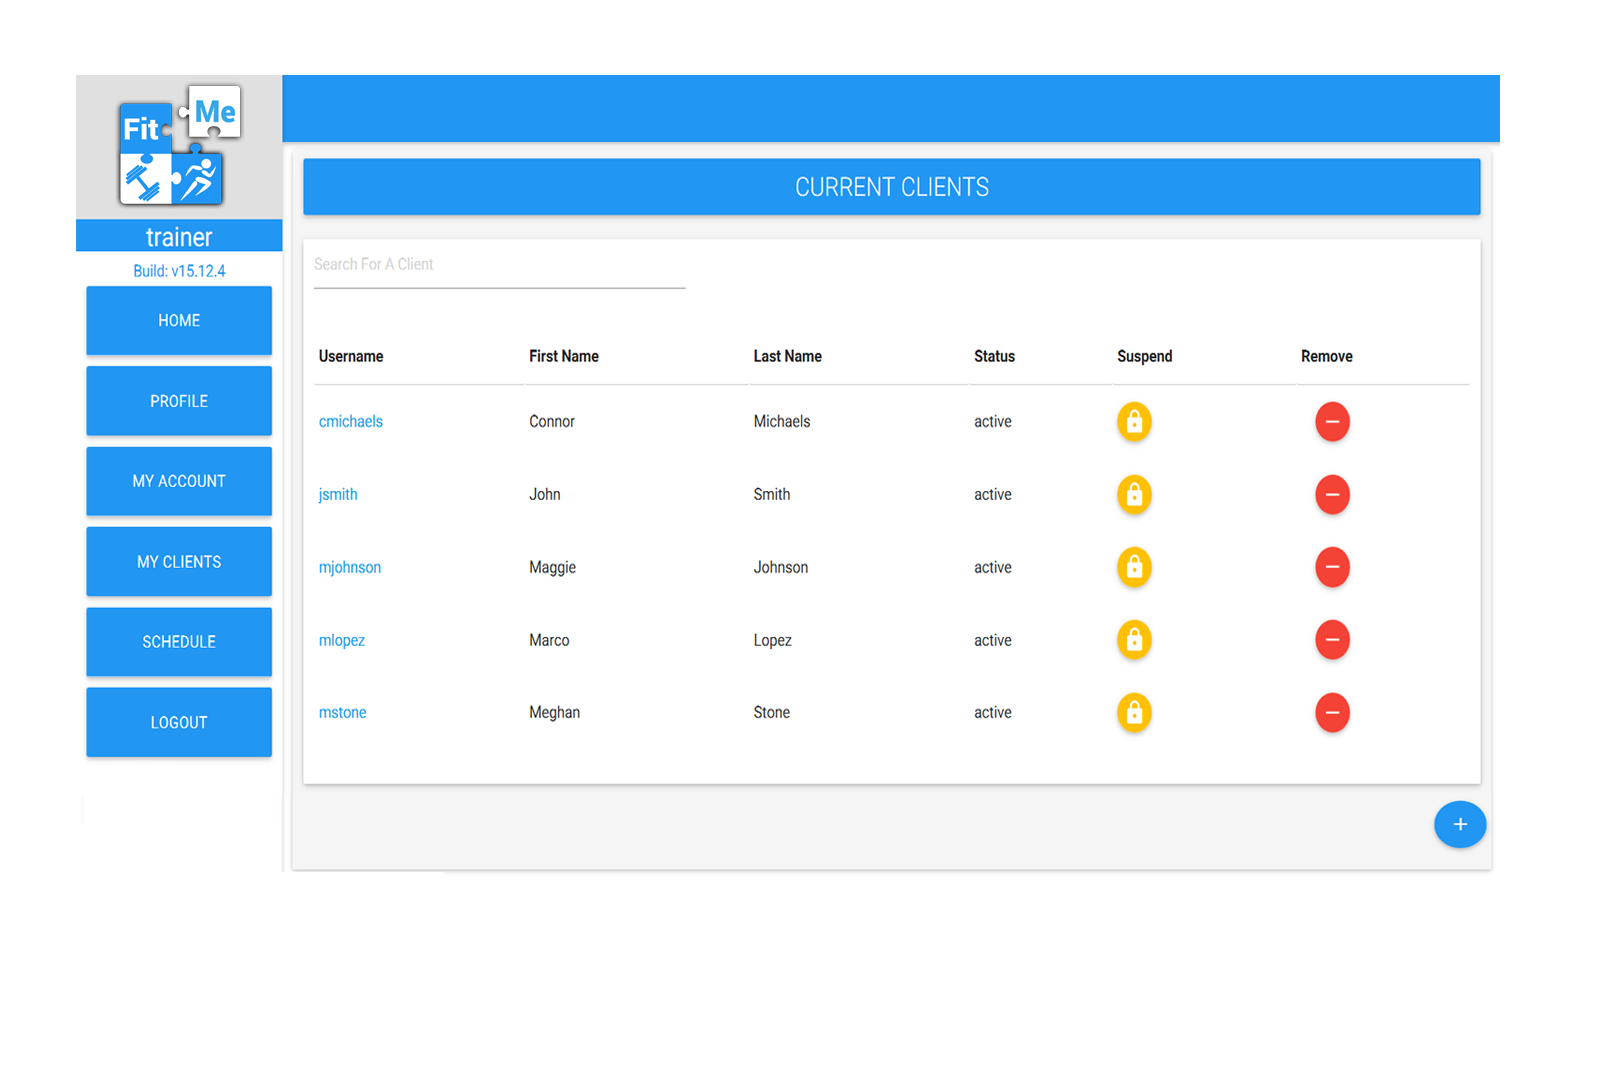 Fit Me
trainer
Build: v15.12.4
HOME
PROFILE
MY ACCOUNT
MY CLIENTS
SCHEDULE
LOGOUT
CURRENT CLIENTS
Search For A Client
Username First Name Last Name Status Suspend Remove
cmichaels Connor Michaels active
jsmith John Smith active
mjohnson Maggie Johnson active
mlopez Marco Lopez active
mstone Meghan Stone active